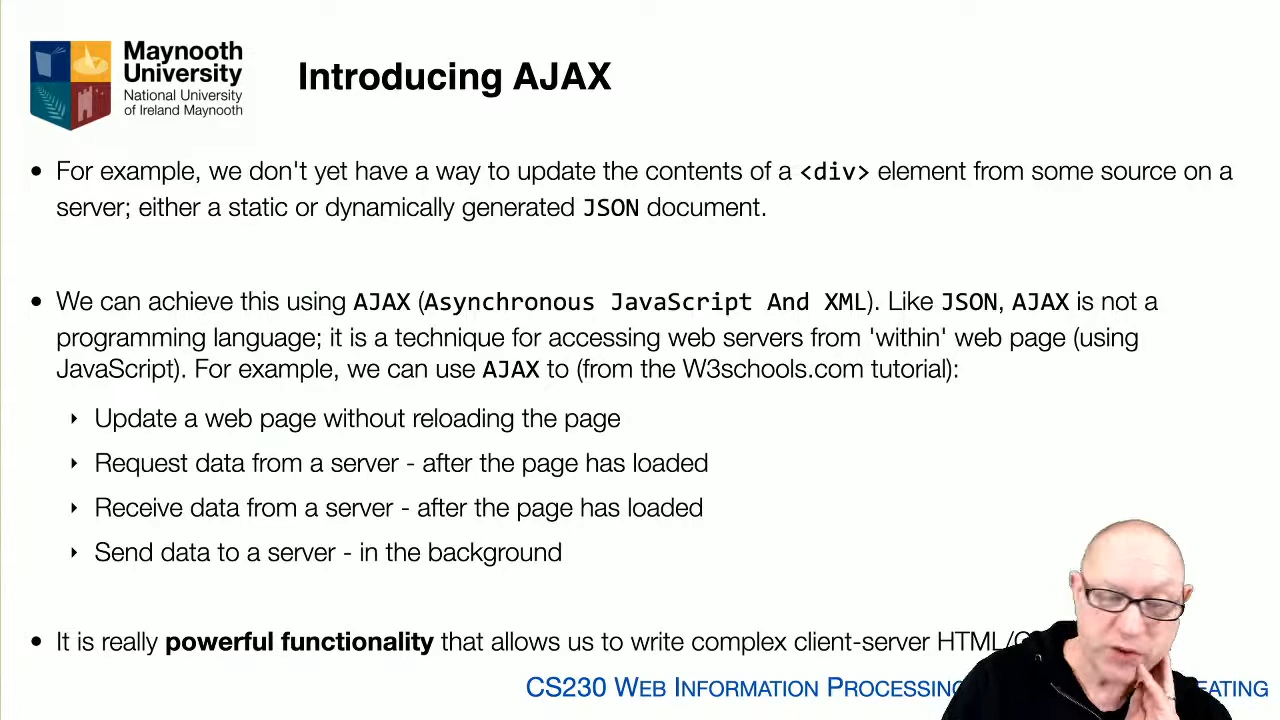 Maynooth
University
National University
of Ireland Maynooth
Introducing AJAX
• For example, we don't yet have a way to update the contents of a <div> element from some source on a
server; either a static or dynamically generated JSON document.
• We can achieve this using AJAX (Asynchronous JavaScript And XML). Like JSON, AJAX is not a
programming language; it is a technique for accessing web servers from 'within' web page (using
JavaScript). For example, we can use AJAX to (from the W3schools.com tutorial):
‣ Update a web page without reloading the page
‣ Request data from a server - after the page has loaded
‣ Receive data from a server - after the page has loaded
‣ Send data to a server - in the background
• It is really powerful functionality that allows us to write complex client-server HTML/
CS230 WEB INFORMATION PROCESSING